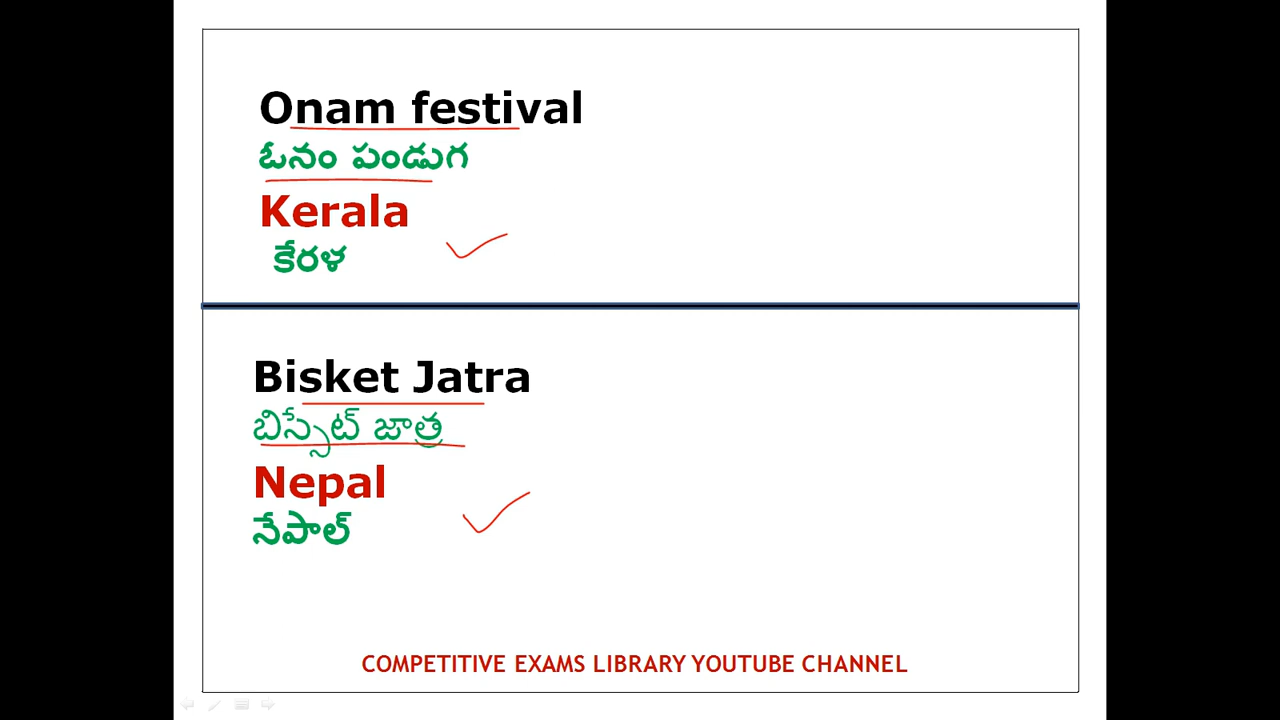 Onam festival
ఓనం పండుగ
Kerala
కేరళ
Bisket Jatra
బిస్సేట్ జాత్ర
Nepal
నేపాల్
COMPETITIVE EXAMS LIBRARY YOUTUBE CHANNEL